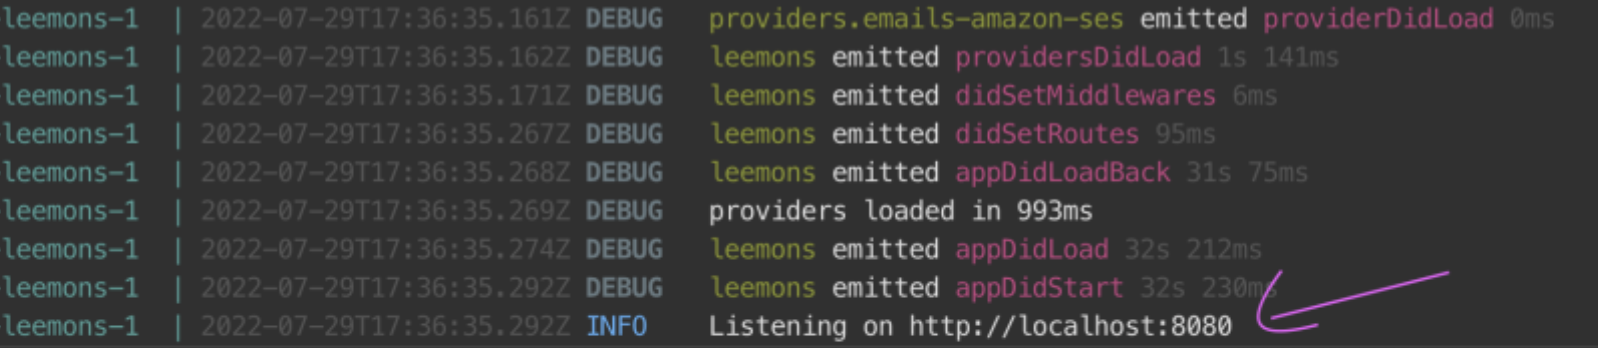 leemons-1 | 2022-07-29T17:36:35.161Z DEBUG providers.emails-amazon-ses emitted providerDidLoad 0ms
leemons-1 | 2022-07-29T17:36:35.162Z DEBUG leemons emitted providersDidLoad 1s 141ms
leemons-1 | 2022-07-29T17:36:35.171Z DEBUG leemons emitted didSetMiddlewares 6ms
leemons-1 | 2022-07-29T17:36:35.267Z DEBUG leemons emitted didSetRoutes 95ms
leemons-1 | 2022-07-29T17:36:35.268Z DEBUG leemons emitted appDidLoadBack 31s 75ms
leemons-1 | 2022-07-29T17:36:35.269Z DEBUG providers loaded in 993ms
leemons-1 | 2022-07-29T17:36:35.274Z DEBUG leemons emitted appDidLoad 32s 212ms
leemons-1 | 2022-07-29T17:36:35.292Z DEBUG leemons emitted appDidStart 32s 230ms
leemons-1 | 2022-07-29T17:36:35.292Z INFO Listening on http://localhost:8080